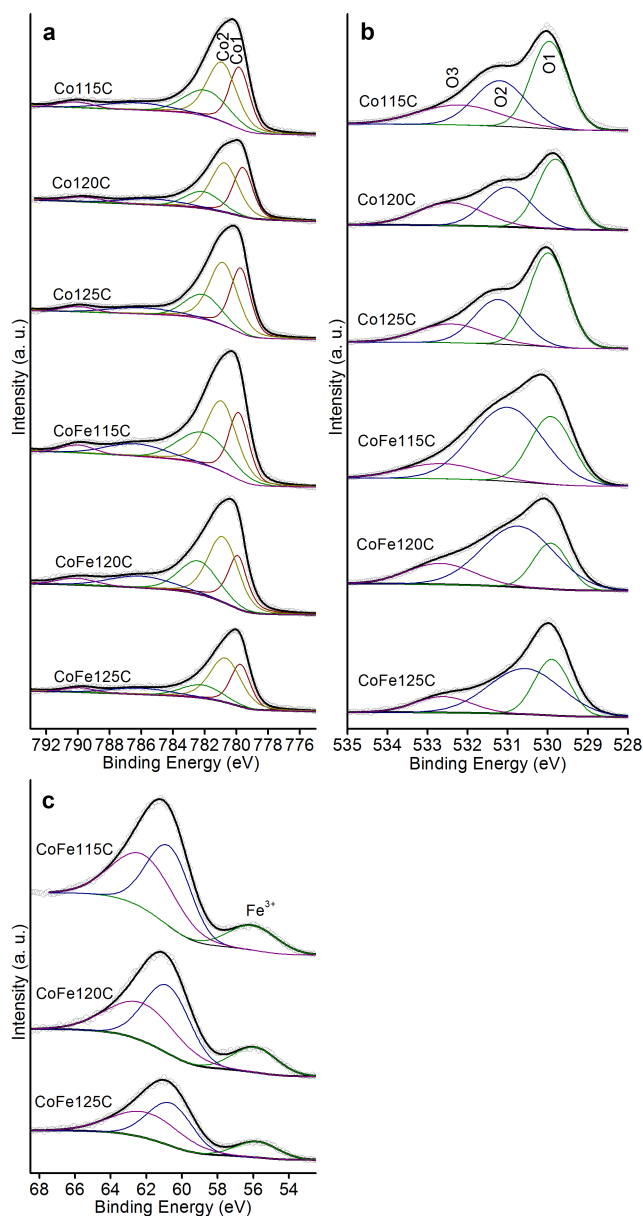 a
Co2
Co1
Co115C
Co120C
Co125C
CoFe115C
CoFe120C
CoFe125C
Intensity (a. u.)
792 790 788 786 784 782 780 778 776
Binding Energy (eV)
b
O3
O2
O1
Co115C
Co120C
Co125C
CoFe115C
CoFe120C
CoFe125C
Intensity (a. u.)
535 534 533 532 531 530 529 528
Binding Energy (eV)
c
CoFe115C
Fe³⁺
CoFe120C
CoFe125C
Intensity (a. u.)
68 66 64 62 60 58 56 54
Binding Energy (eV)